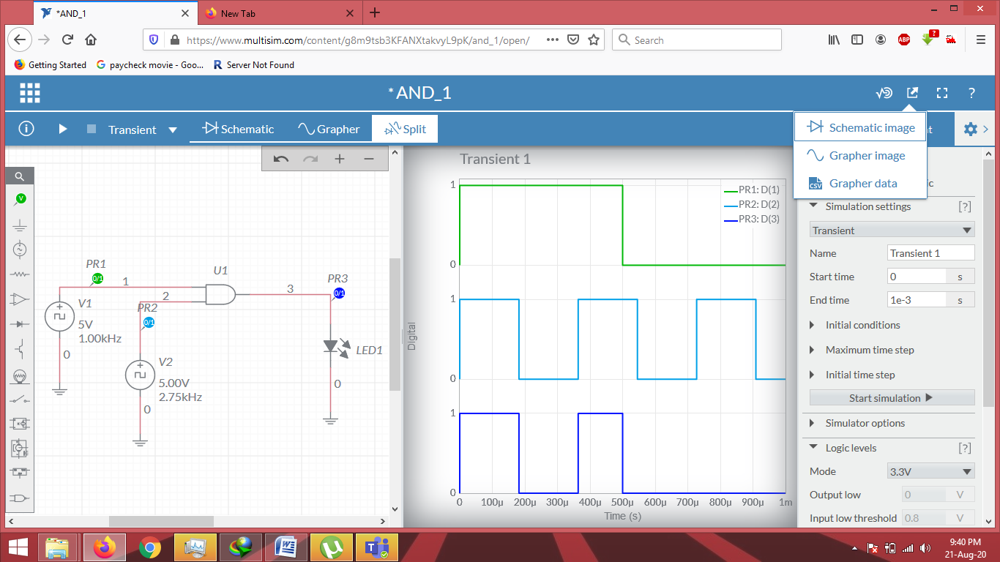 *AND_1
New Tab
https://www.multisim.com/content/g8m9tsb3KFANXtakvyL9pK/and_1/open/
Search
ABP
?
Getting Started
G paycheck movie - Goo...
R Server Not Found
* AND_1
?
Transient
Schematic
Grapher
Split
Schematic image
Grapher image
CSV Grapher data
V
PR1
0/1
1
U1
2
3
PR3
0/1
V1
5V
1.00kHz
0
PR2
0/1
V2
5.00V
2.75kHz
0
LED1
0
Transient 1
PR1: D(1)
PR2: D(2)
PR3: D(3)
1
0
1
0
1
0
Digital
0 100µ 200µ 300µ 400µ 500µ 600µ 700µ 800µ 900µ 1m
Time (s)
Simulation settings [?]
Transient
Name Transient 1
Start time 0 s
End time 1e-3 s
Initial conditions
Maximum time step
Initial time step
Start simulation
Simulator options
Logic levels [?]
Mode 3.3V
Output low 0 V
Input low threshold 0.8 V
W
µ
T
9:40 PM
21-Aug-20